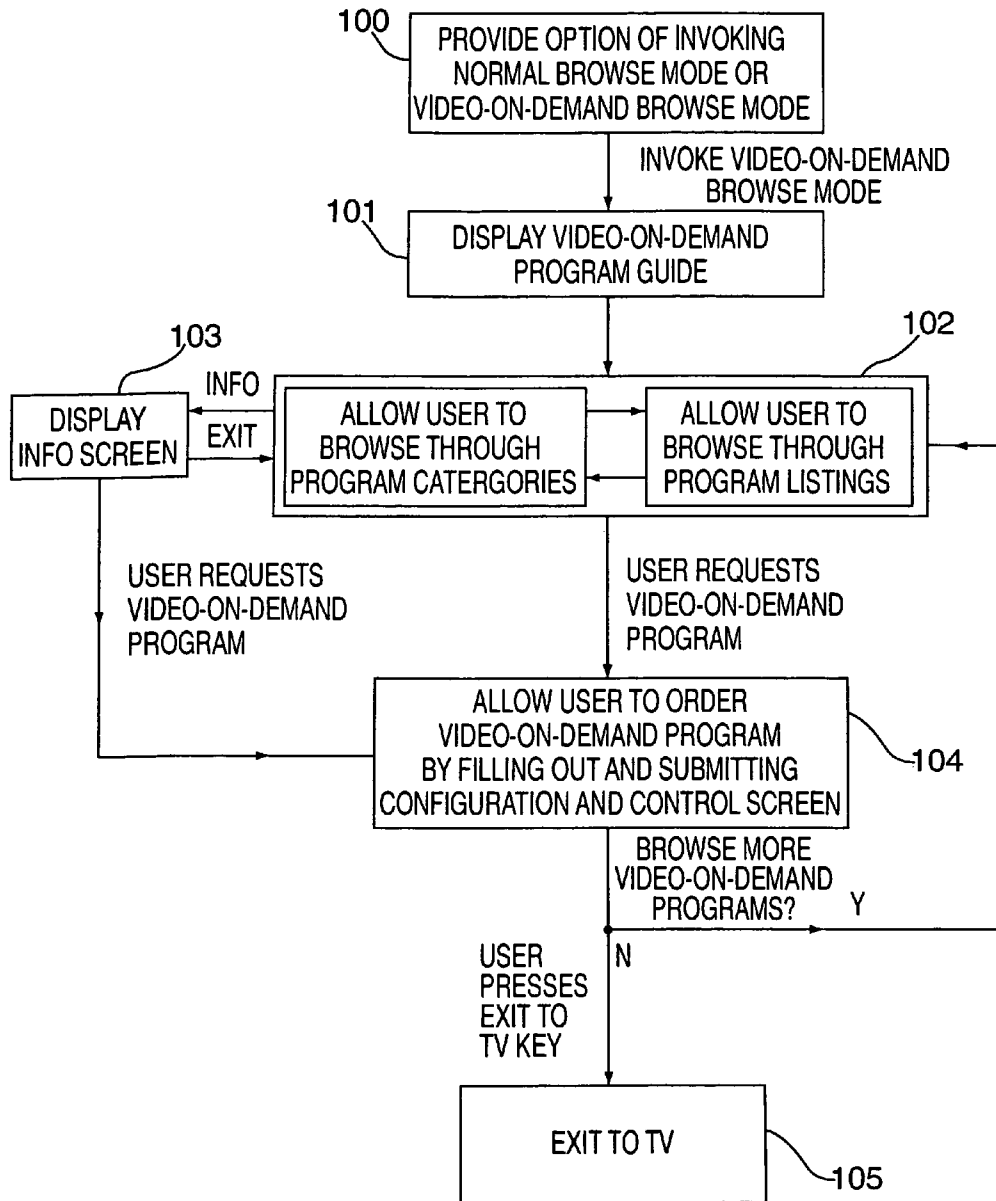 100
PROVIDE OPTION OF INVOKING
NORMAL BROWSE MODE OR
VIDEO-ON-DEMAND BROWSE MODE
INVOKE VIDEO-ON-DEMAND
BROWSE MODE
101
DISPLAY VIDEO-ON-DEMAND
PROGRAM GUIDE
102
103
DISPLAY
INFO SCREEN
INFO
EXIT
ALLOW USER TO
BROWSE THROUGH
PROGRAM CATERGORIES
ALLOW USER TO
BROWSE THROUGH
PROGRAM LISTINGS
USER REQUESTS
VIDEO-ON-DEMAND
PROGRAM
USER REQUESTS
VIDEO-ON-DEMAND
PROGRAM
ALLOW USER TO ORDER
VIDEO-ON-DEMAND PROGRAM
BY FILLING OUT AND SUBMITTING
CONFIGURATION AND CONTROL SCREEN
104
BROWSE MORE
VIDEO-ON-DEMAND
PROGRAMS?
Y
N
USER
PRESSES
EXIT TO
TV KEY
EXIT TO TV
105